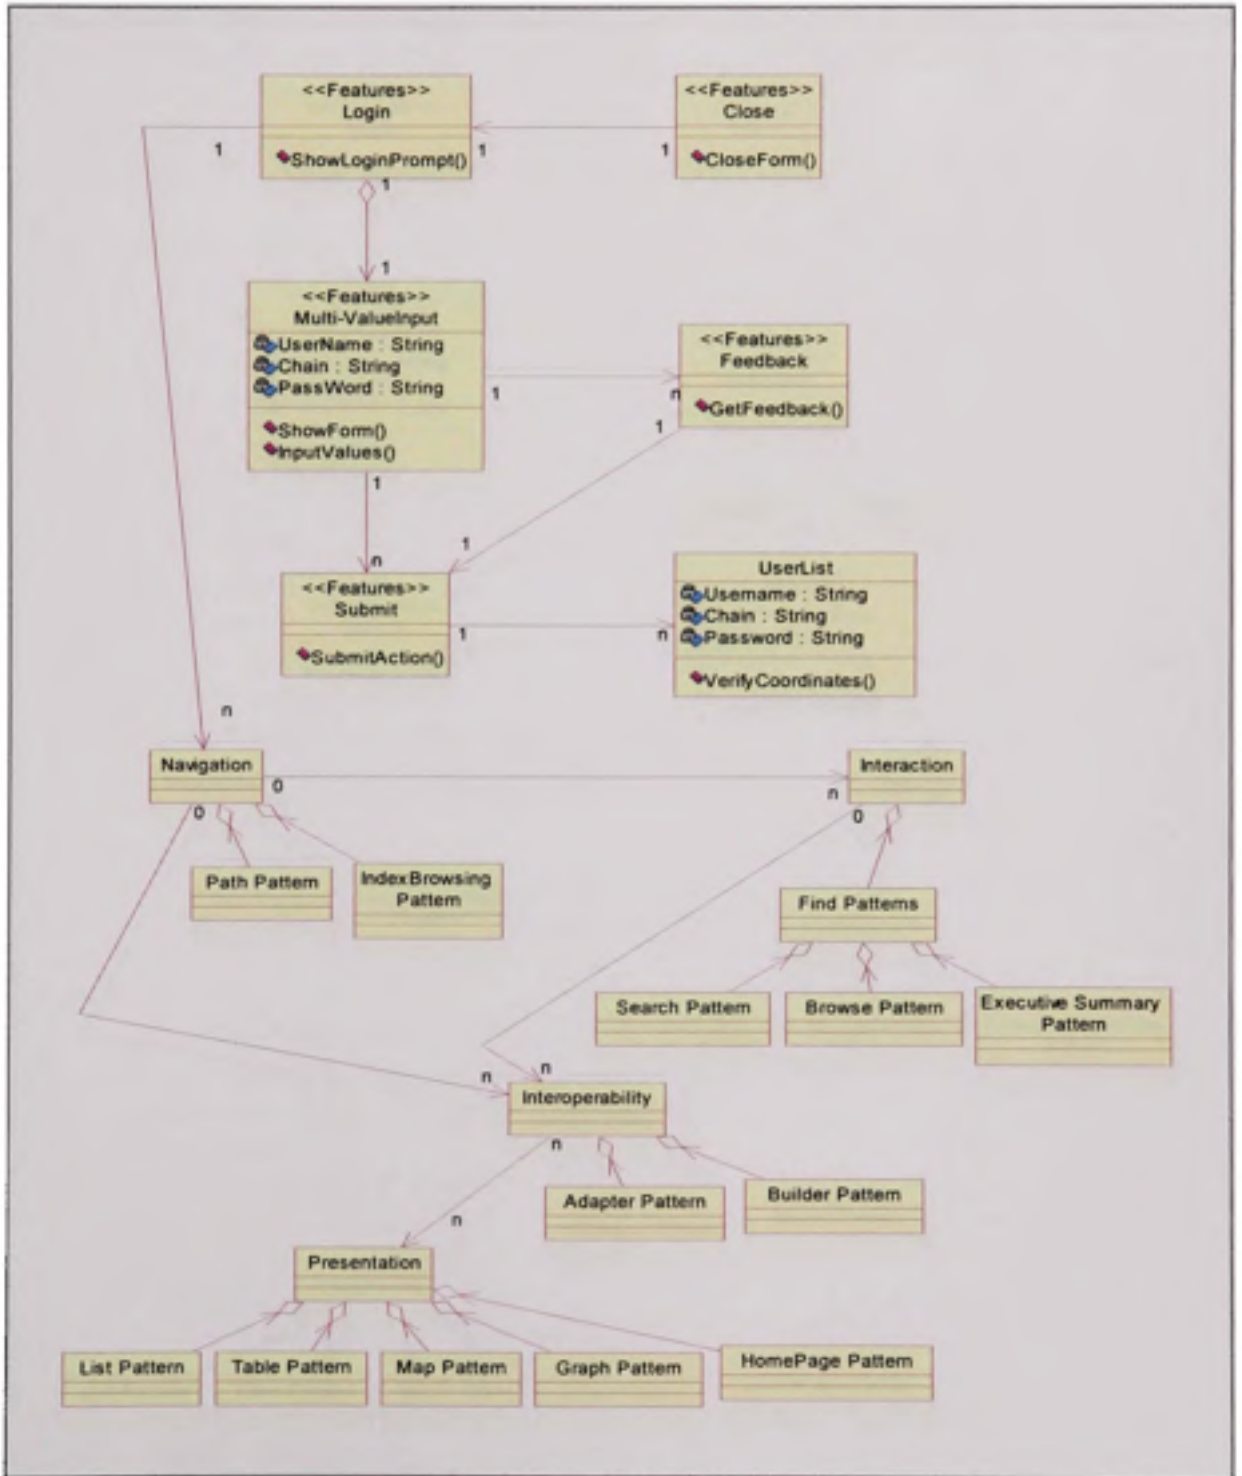 <<Features>>
Login
ShowLoginPrompt()
<<Features>>
Close
CloseForm()
1
1
1
1
1
<<Features>>
Multi-ValueInput
UserName : String
Chain : String
PassWord : String
ShowForm()
InputValues()
<<Features>>
Feedback
GetFeedback()
1
n
1
1
1
n
<<Features>>
Submit
SubmitAction()
UserList
Username : String
Chain : String
Password : String
VerifyCoordinates()
1
n
n
Navigation
Interaction
0
n
0
0
Path Pattern
IndexBrowsing
Pattern
Find Patterns
Search Pattern
Browse Pattern
Executive Summary
Pattern
n
n
Interoperability
n
Adapter Pattern
Builder Pattern
n
Presentation
List Pattern
Table Pattern
Map Pattern
Graph Pattern
HomePage Pattern